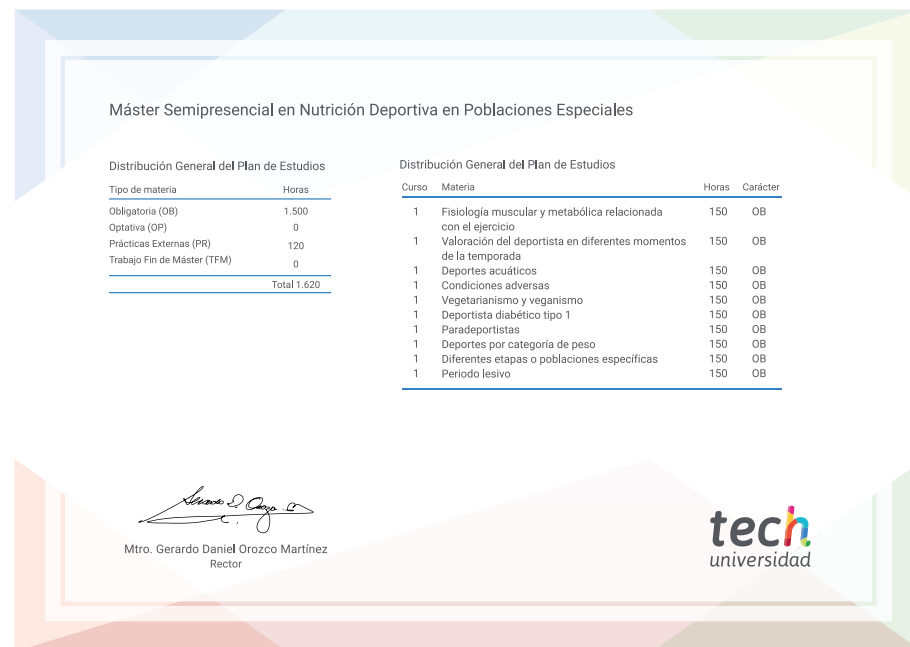 Máster Semipresencial en Nutrición Deportiva en Poblaciones Especiales
Distribución General del Plan de Estudios
Tipo de materia Horas
Obligatoria (OB) 1.500
Optativa (OP) 0
Prácticas Externas (PR) 120
Trabajo Fin de Máster (TFM) 0
Total 1.620
Distribución General del Plan de Estudios
Curso Materia Horas Carácter
1 Fisiología muscular y metabólica relacionada 150 OB
con el ejercicio
1 Valoración del deportista en diferentes momentos 150 OB
de la temporada
1 Deportes acuáticos 150 OB
1 Condiciones adversas 150 OB
1 Vegetarianismo y veganismo 150 OB
1 Deportista diabético tipo 1 150 OB
1 Paradeportistas 150 OB
1 Deportes por categoría de peso 150 OB
1 Diferentes etapas o poblaciones específicas 150 OB
1 Periodo lesivo 150 OB
Mtro. Gerardo Daniel Orozco Martínez
Rector
tech
universidad